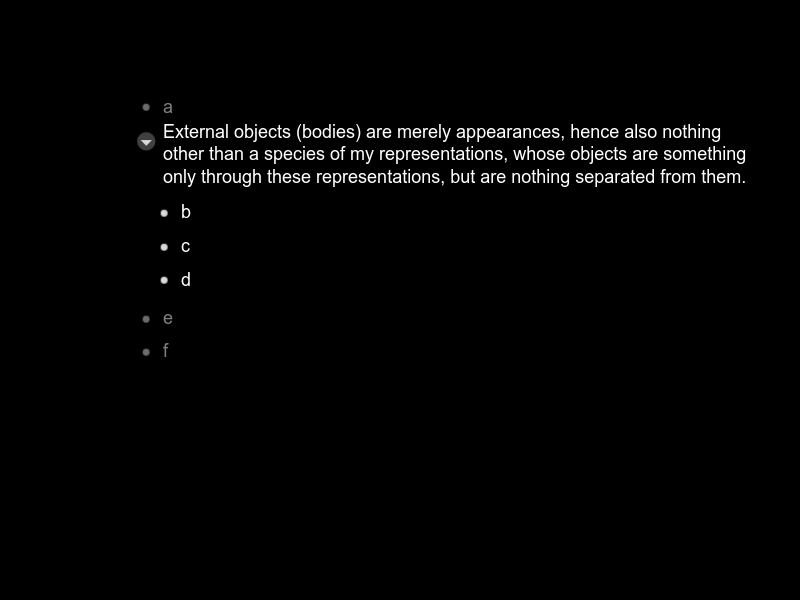 a
External objects (bodies) are merely appearances, hence also nothing
other than a species of my representations, whose objects are something
only through these representations, but are nothing separated from them.
b
c
d
e
f